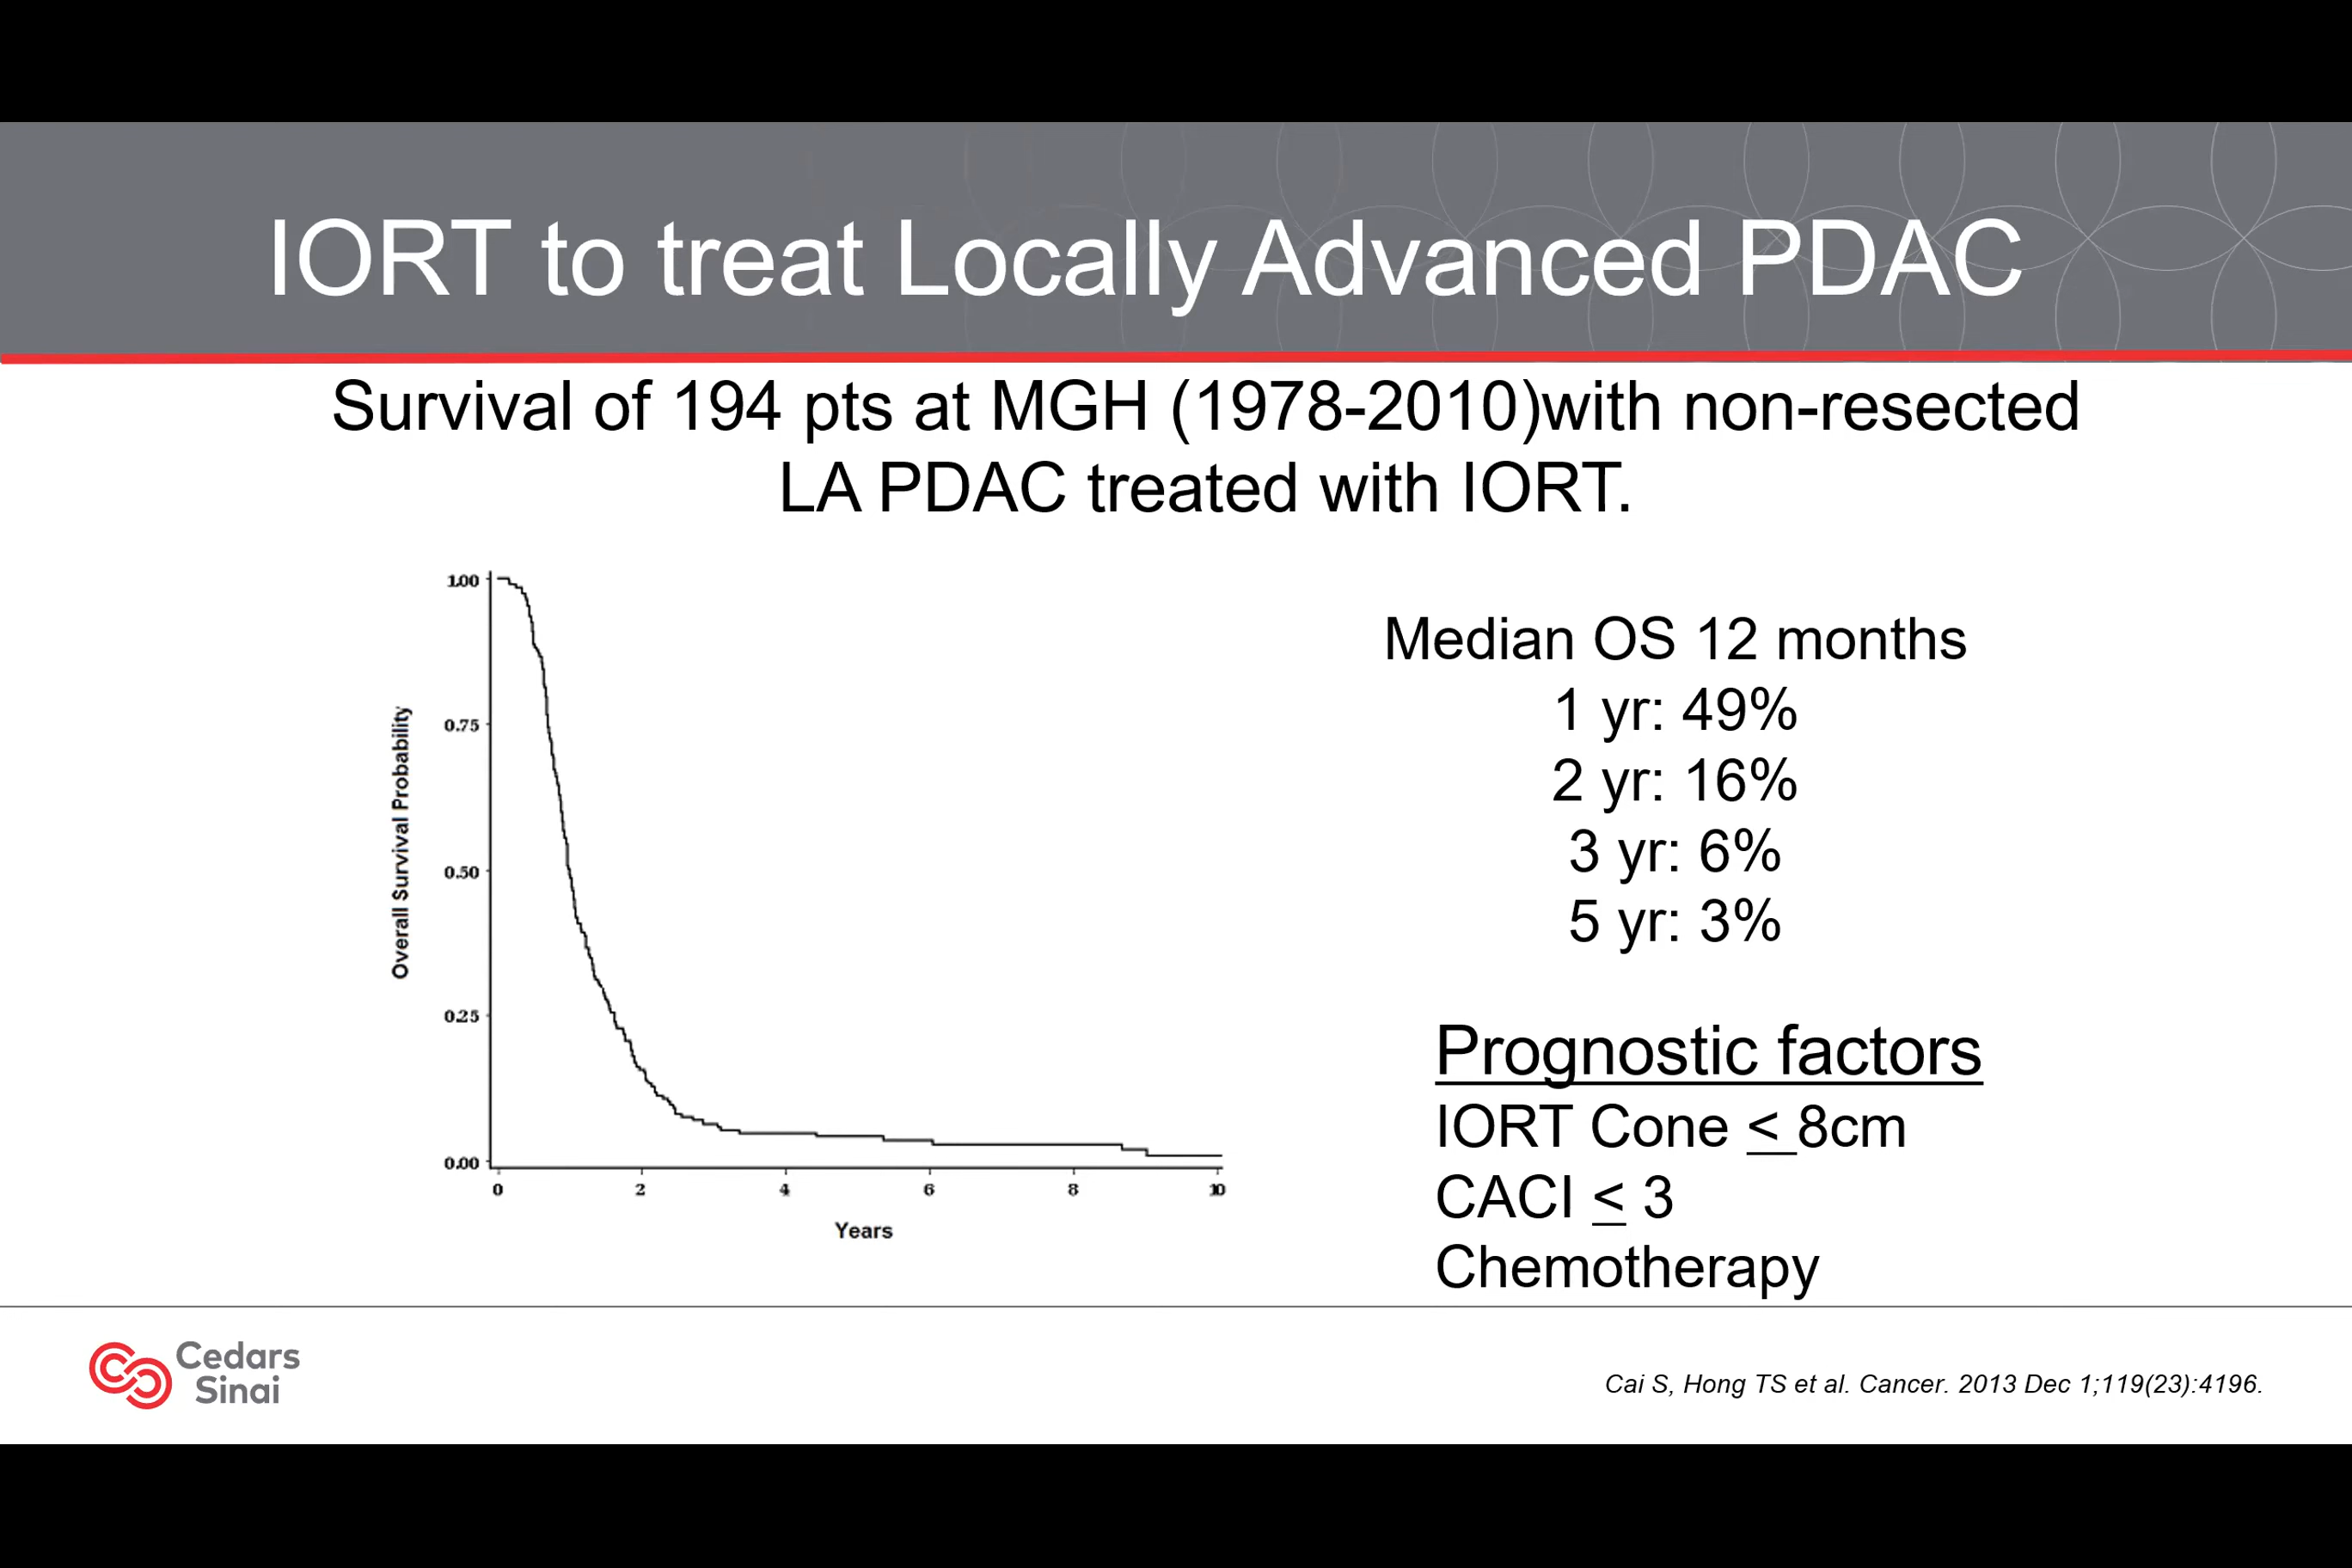 IORT to treat Locally Advanced PDAC
Survival of 194 pts at MGH (1978-2010)with non-resected
LA PDAC treated with IORT.
Overall Survival Probability
1.00
0.75
0.50
0.25
0.00
0 2 4 6 8 10
Years
Median OS 12 months
1 yr: 49%
2 yr: 16%
3 yr: 6%
5 yr: 3%
Prognostic factors
IORT Cone < 8cm
CACI < 3
Chemotherapy
Cedars
Sinai
Cai S, Hong TS et al. Cancer. 2013 Dec 1;119(23):4196.